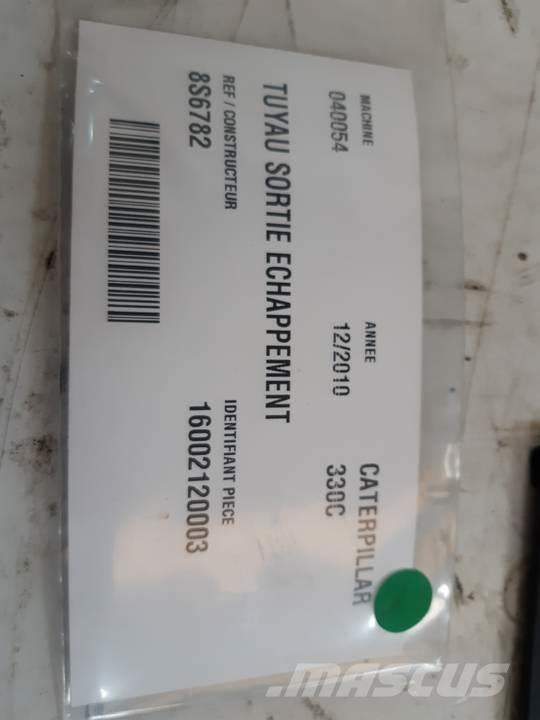 MACHINE ANNEE CATERPILLAR
040054 12/2010 330C
TUYAU SORTIE ECHAPPEMENT
REF / CONSTRUCTEUR IDENTIFIANT PIECE
8S6782 16002120003
MASCUS